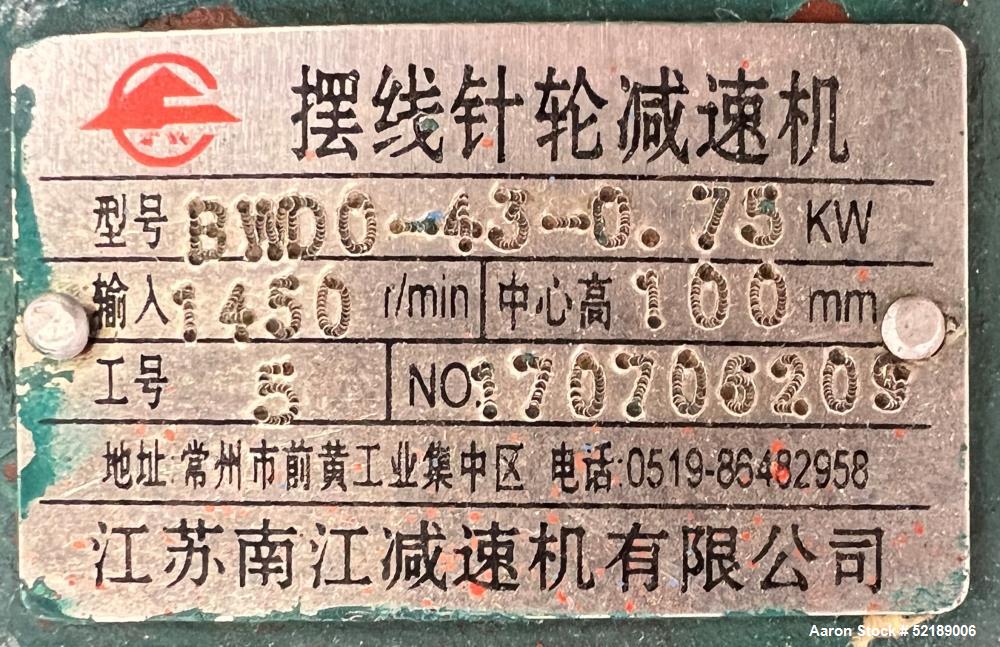 摆线针轮减速机
型号 BWD0-43-0.75 KW
输入 1450 r/min 中心高 100 mm
工号 5 NO.170706209
地址:常州市前黄工业集中区 电话:0519-86482958
江苏南江减速机有限公司
Aaron Stock # 52189006